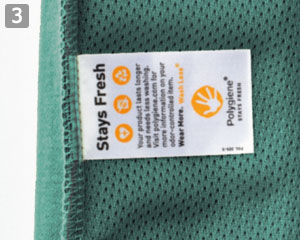 3
Stays Fresh
Your product lasts longer
and needs less washing.
Visit polygiene.com for
more information on your
odor-controlled item.
Wear More. Wash Less®
Polygiene®
STAYS FRESH